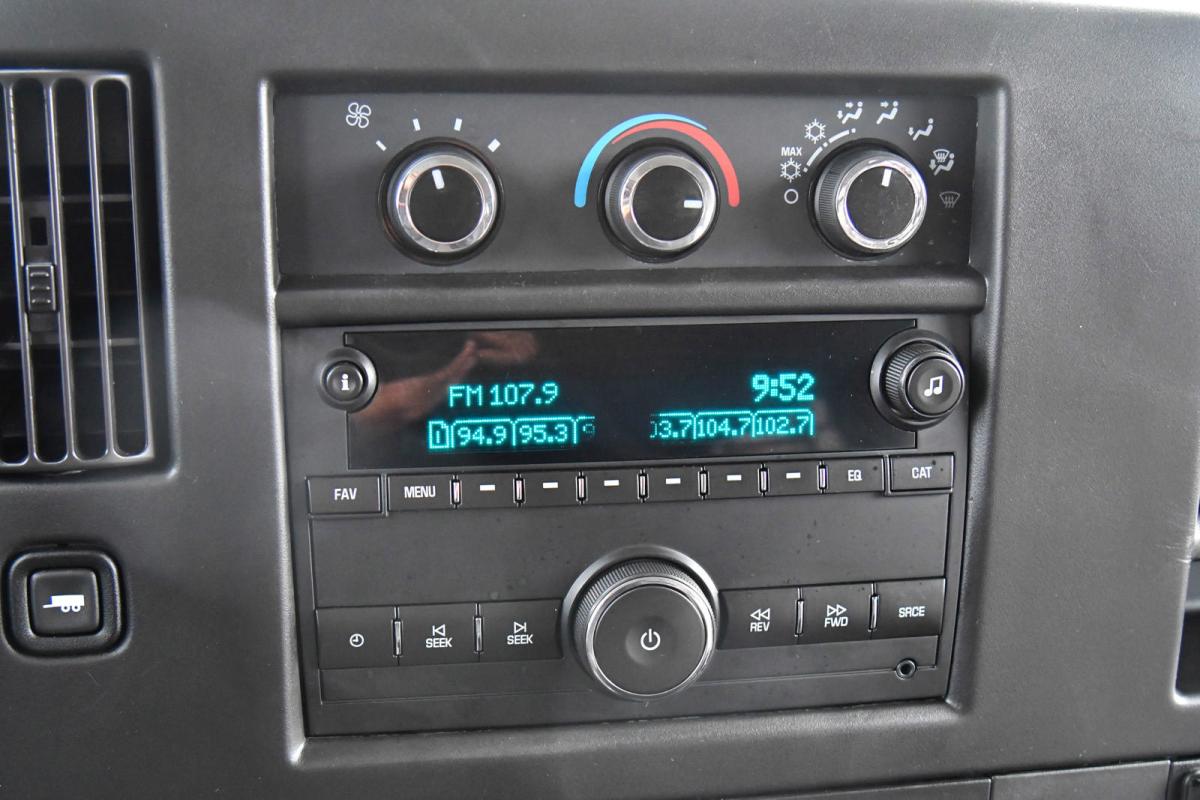 MAX
i
FM 107.9 9:52
1 94.9 95.3 3.7 104.7 102.7
FAV MENU EQ CAT
SEEK SEEK REV FWD SRCE